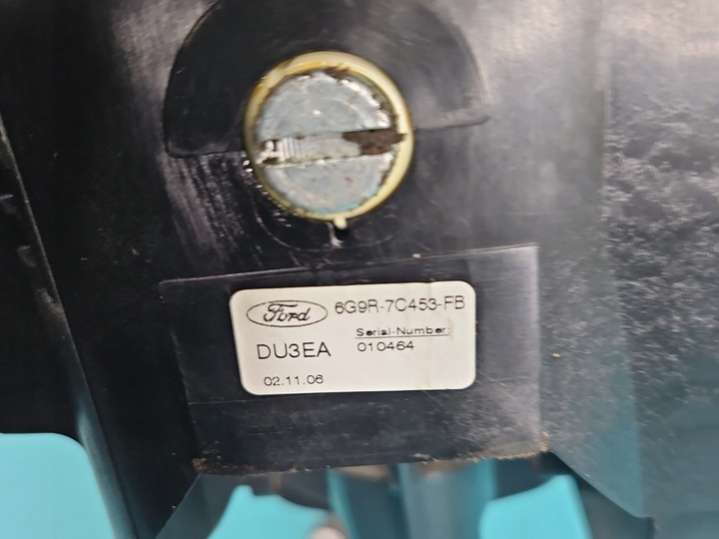 Ford 6G9R-7C453-FB
DU3EA
Serial-Number:
010464
02.11.06